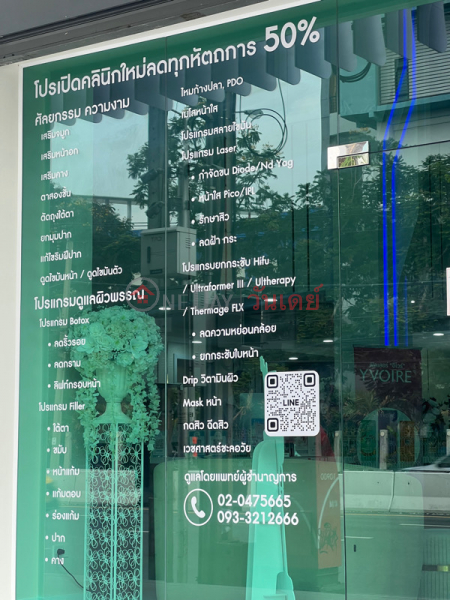 โปรเปิดคลินิกใหม่ลดทุกหัตถการ 50%
ศัลยกรรม ความงาม
เสริมจมูก
เสริมหน้าอก
เสริมคาง
ตาสองชั้น
ตัดถุงใต้ตา
ยกมุมปาก
แก้ไขริมฝีปาก
ดูดไขมันหน้า / ดูดไขมันตัว
โปรแกรมดูแลผิวพรรณ
โปรแกรม Botox
• ลดริ้วรอย
• ลดกราม
• ลิฟท์กรอบหน้า
โปรแกรม Filler
• ใต้ตา
• ขมับ
• หน้าแก้ม
• แก้มตอบ
• ร่องแก้ม
• ปาก
• คาง
ไหมก้างปลา, PDO
โปรแกรมสลายไขมัน
โปรแกรม Laser
• กำจัดขน Diode/Nd Yag
• หน้าใส Pico/IPL
• รักษาสิว
• ลดฝ้า กระ
โปรแกรมยกกระชับ Hifu
/ Ultraformer III / Ultherapy
/ Thermage FLX
• ลดความหย่อนคล้อย
• ยกกระชับใบหน้า
Drip วิตามินผิว
Mask หน้า
กดสิว ฉีดสิว
เวชศาสตร์ชะลอวัย
ดูแลโดยแพทย์ผู้ชำนาญการ
02-0475665
093-3212666
LINE
YVOIRE